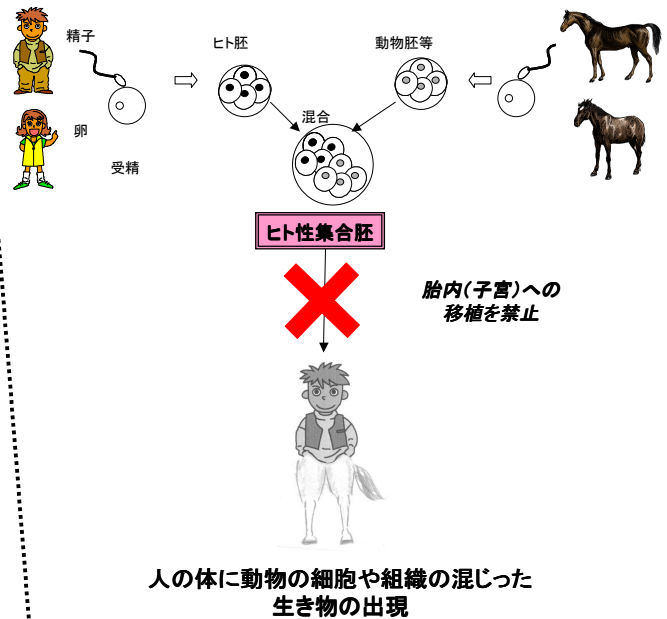 精子
ヒト胚
動物胚等
混合
卵
受精
ヒト性集合胚
胎内（子宮）への
移植を禁止
人の体に動物の細胞や組織の混じった
生き物の出現